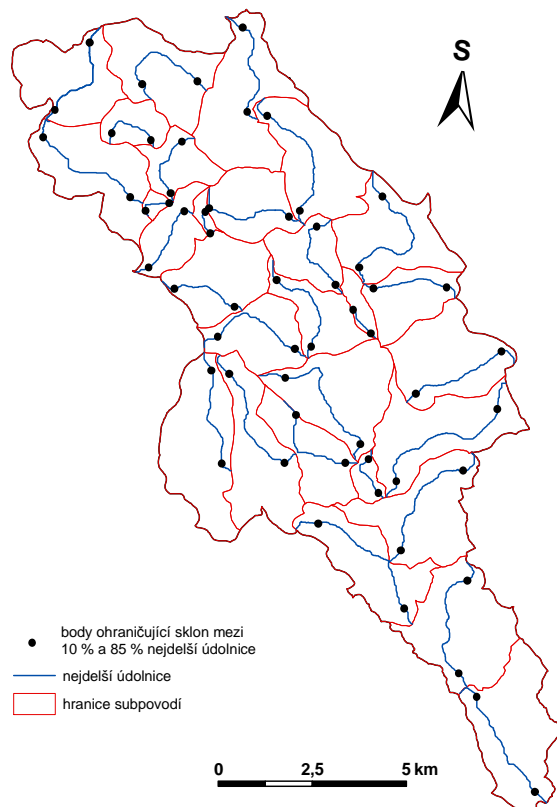 S
body ohraničující sklon mezi
10 % a 85 % nejdelší údolnice
nejdelší údolnice
hranice subpovodí
0 2,5 5 km